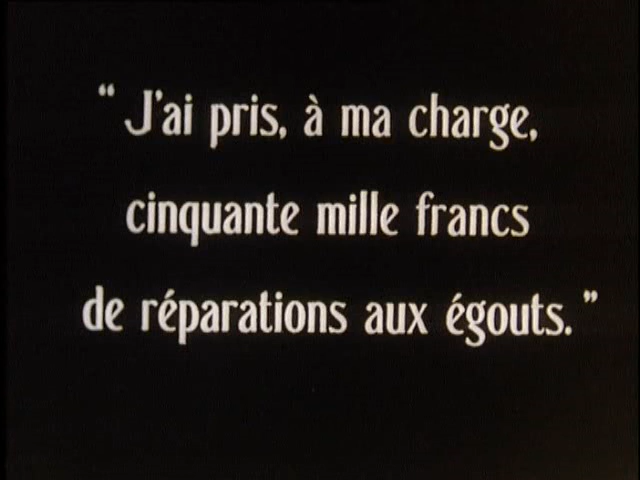 “ J'ai pris, à ma charge,
cinquante mille francs
de réparations aux égouts. ”